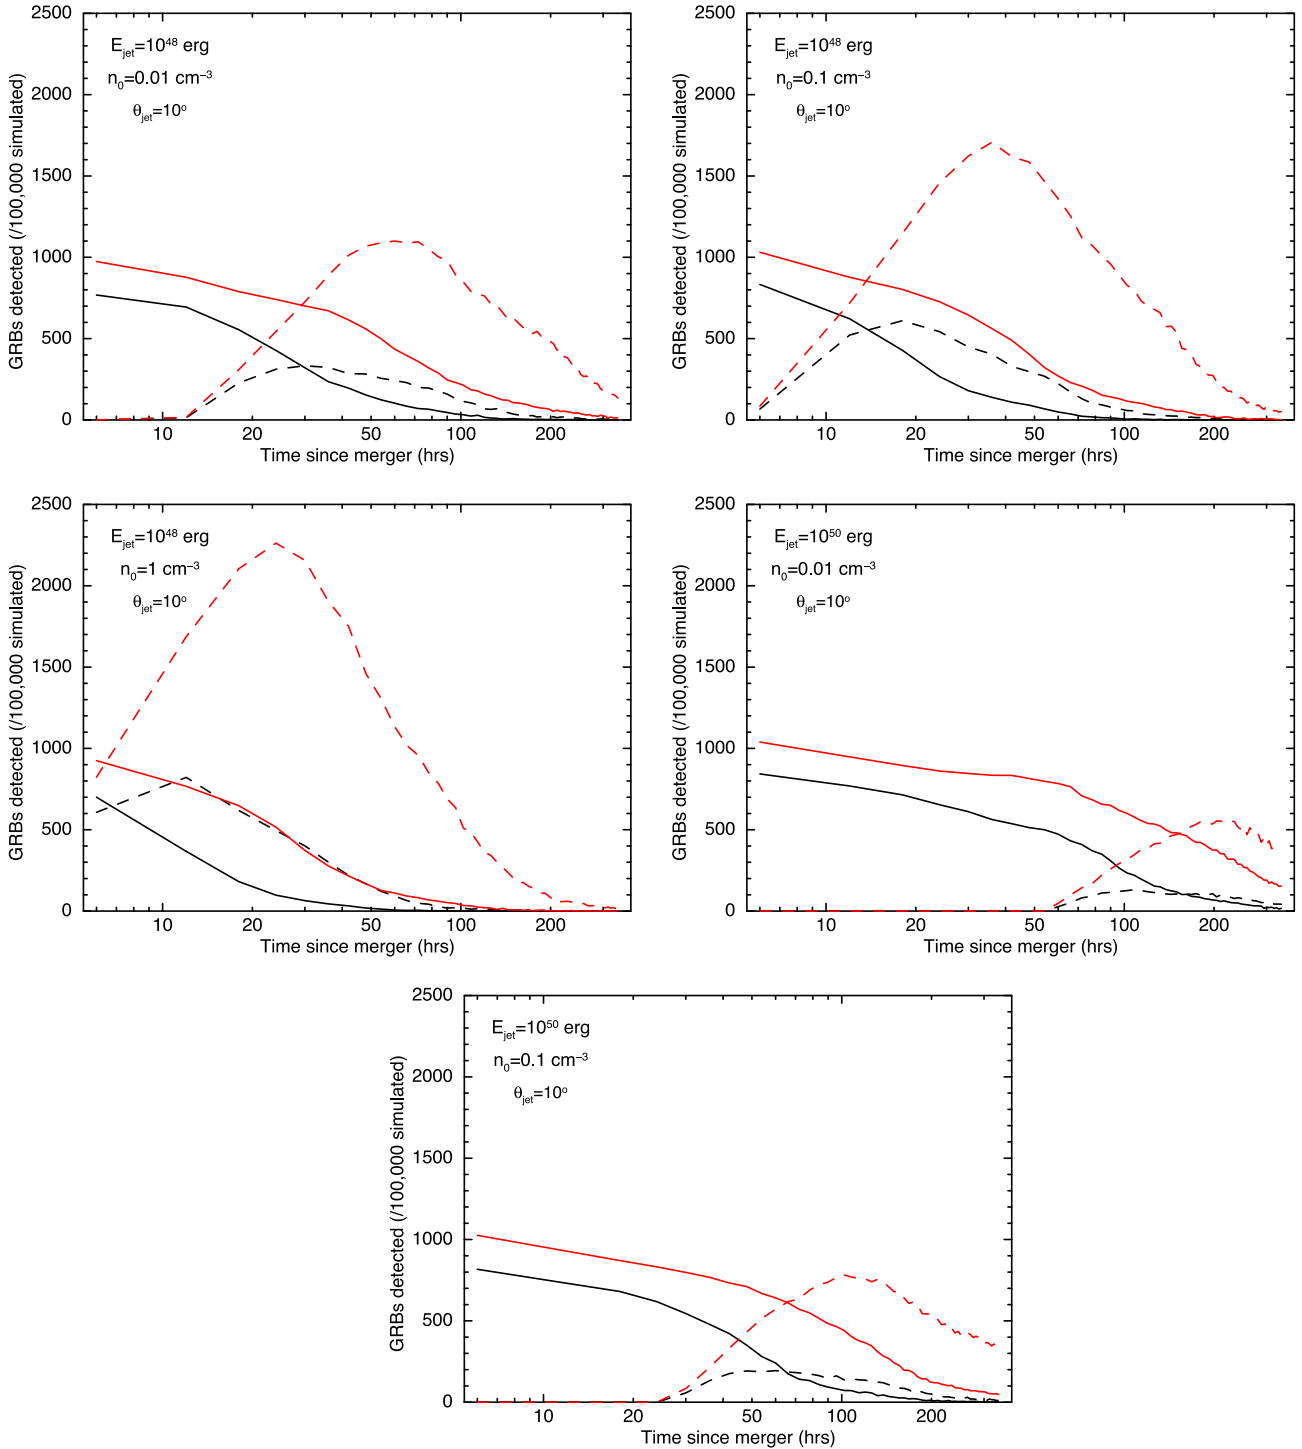 2500
2000
1500
1000
500
0
GRBs detected (/100,000 simulated)
E_jet=10^48 erg
n_0=0.01 cm^−3
θ_jet=10^o
10 20 50 100 200
Time since merger (hrs)
2500
2000
1500
1000
500
0
GRBs detected (/100,000 simulated)
E_jet=10^48 erg
n_0=0.1 cm^−3
θ_jet=10^o
10 20 50 100 200
Time since merger (hrs)
2500
2000
1500
1000
500
0
GRBs detected (/100,000 simulated)
E_jet=10^48 erg
n_0=1 cm^−3
θ_jet=10^o
10 20 50 100 200
Time since merger (hrs)
2500
2000
1500
1000
500
0
GRBs detected (/100,000 simulated)
E_jet=10^50 erg
n_0=0.01 cm^−3
θ_jet=10^o
10 20 50 100 200
Time since merger (hrs)
2500
2000
1500
1000
500
0
GRBs detected (/100,000 simulated)
E_jet=10^50 erg
n_0=0.1 cm^−3
θ_jet=10^o
10 20 50 100 200
Time since merger (hrs)